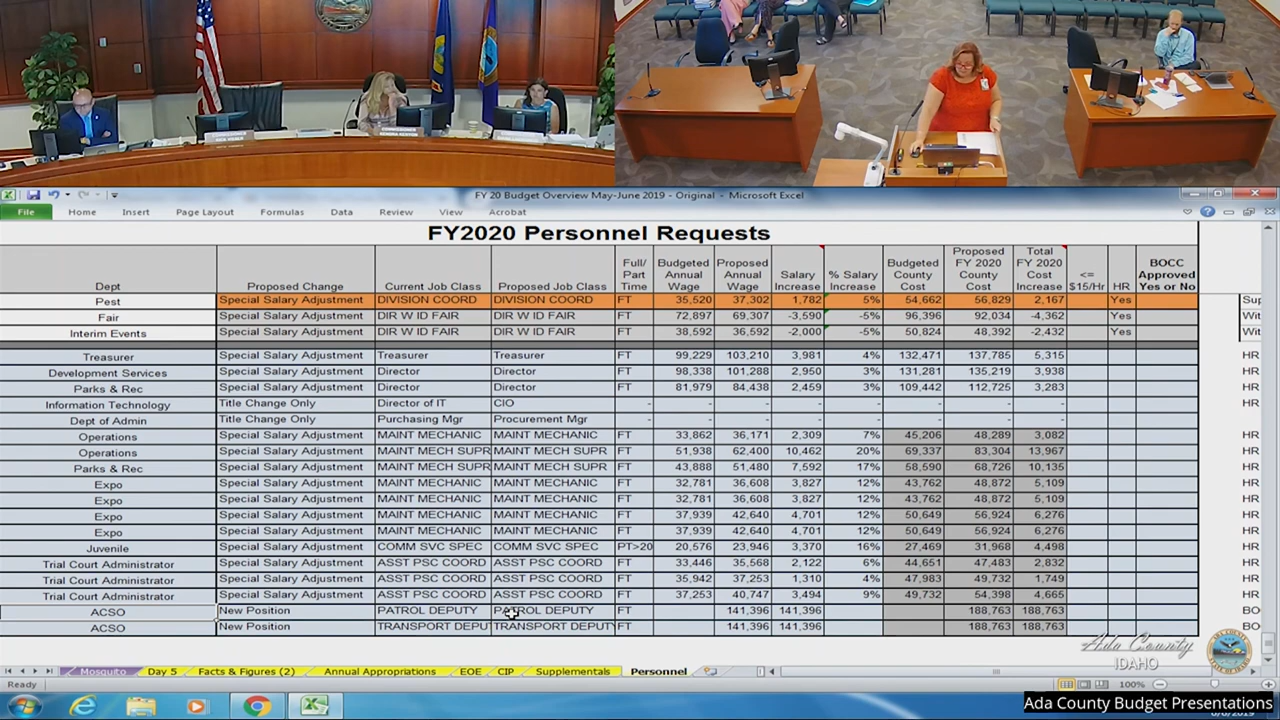 FY 20 Budget Overview May-June 2019 - Original - Microsoft Excel
File Home Insert Page Layout Formulas Data Review View Acrobat
FY2020 Personnel Requests
Dept Proposed Change Current Job Class Proposed Job Class Full/ Part Time Budgeted Annual Wage Proposed Annual Wage Salary Increase % Salary Increase Budgeted County Cost Proposed FY 2020 County Cost Total FY 2020 Cost Increase <= $15/Hr HR BOCC Approved Yes or No
Pest Special Salary Adjustment DIVISION COORD DIVISION COORD FT 35,520 37,302 1,782 5% 54,662 56,829 2,167 Yes Sup
Fair Special Salary Adjustment DIR W ID FAIR DIR W ID FAIR FT 72,897 69,307 -3,590 -5% 96,396 92,034 -4,362 Yes Wit
Interim Events Special Salary Adjustment DIR W ID FAIR DIR W ID FAIR FT 38,592 36,592 -2,000 -5% 50,824 48,392 -2,432 Yes Wit
Treasurer Special Salary Adjustment Treasurer Treasurer FT 99,229 103,210 3,981 4% 132,471 137,785 5,315 HR
Development Services Special Salary Adjustment Director Director FT 98,338 101,288 2,950 3% 131,281 135,219 3,938 HR
Parks & Rec Special Salary Adjustment Director Director FT 81,979 84,438 2,459 3% 109,442 112,725 3,283 HR
Information Technology Title Change Only Director of IT CIO - - - - - - - HR
Dept of Admin Title Change Only Purchasing Mgr Procurement Mgr - - - - - - -
Operations Special Salary Adjustment MAINT MECHANIC MAINT MECHANIC FT 33,862 36,171 2,309 7% 45,206 48,289 3,082 HR
Operations Special Salary Adjustment MAINT MECH SUPR MAINT MECH SUPR FT 51,938 62,400 10,462 20% 69,337 83,304 13,967 HR
Parks & Rec Special Salary Adjustment MAINT MECH SUPR MAINT MECH SUPR FT 43,888 51,480 7,592 17% 58,590 68,726 10,135 HR
Expo Special Salary Adjustment MAINT MECHANIC MAINT MECHANIC FT 32,781 36,608 3,827 12% 43,762 48,872 5,109 HR
Expo Special Salary Adjustment MAINT MECHANIC MAINT MECHANIC FT 32,781 36,608 3,827 12% 43,762 48,872 5,109 HR
Expo Special Salary Adjustment MAINT MECHANIC MAINT MECHANIC FT 37,939 42,640 4,701 12% 50,649 56,924 6,276 HR
Expo Special Salary Adjustment MAINT MECHANIC MAINT MECHANIC FT 37,939 42,640 4,701 12% 50,649 56,924 6,276 HR
Juvenile Special Salary Adjustment COMM SVC SPEC COMM SVC SPEC PT>20 20,576 23,946 3,370 16% 27,469 31,968 4,498 HR
Trial Court Administrator Special Salary Adjustment ASST PSC COORD ASST PSC COORD FT 33,446 35,568 2,122 6% 44,651 47,483 2,832 HR
Trial Court Administrator Special Salary Adjustment ASST PSC COORD ASST PSC COORD FT 35,942 37,253 1,310 4% 47,983 49,732 1,749 HR
Trial Court Administrator Special Salary Adjustment ASST PSC COORD ASST PSC COORD FT 37,253 40,747 3,494 9% 49,732 54,398 4,665 HR
ACSO New Position PATROL DEPUTY PATROL DEPUTY FT 141,396 141,396 188,763 188,763 BO
ACSO New Position TRANSPORT DEPUT TRANSPORT DEPUTY FT 141,396 141,396 188,763 188,763 BO
Ada County
IDAHO
Mosquito Day 5 Facts & Figures (2) Annual Appropriations EOE CIP Supplementals Personnel
Ready 100%
Ada County Budget Presentations